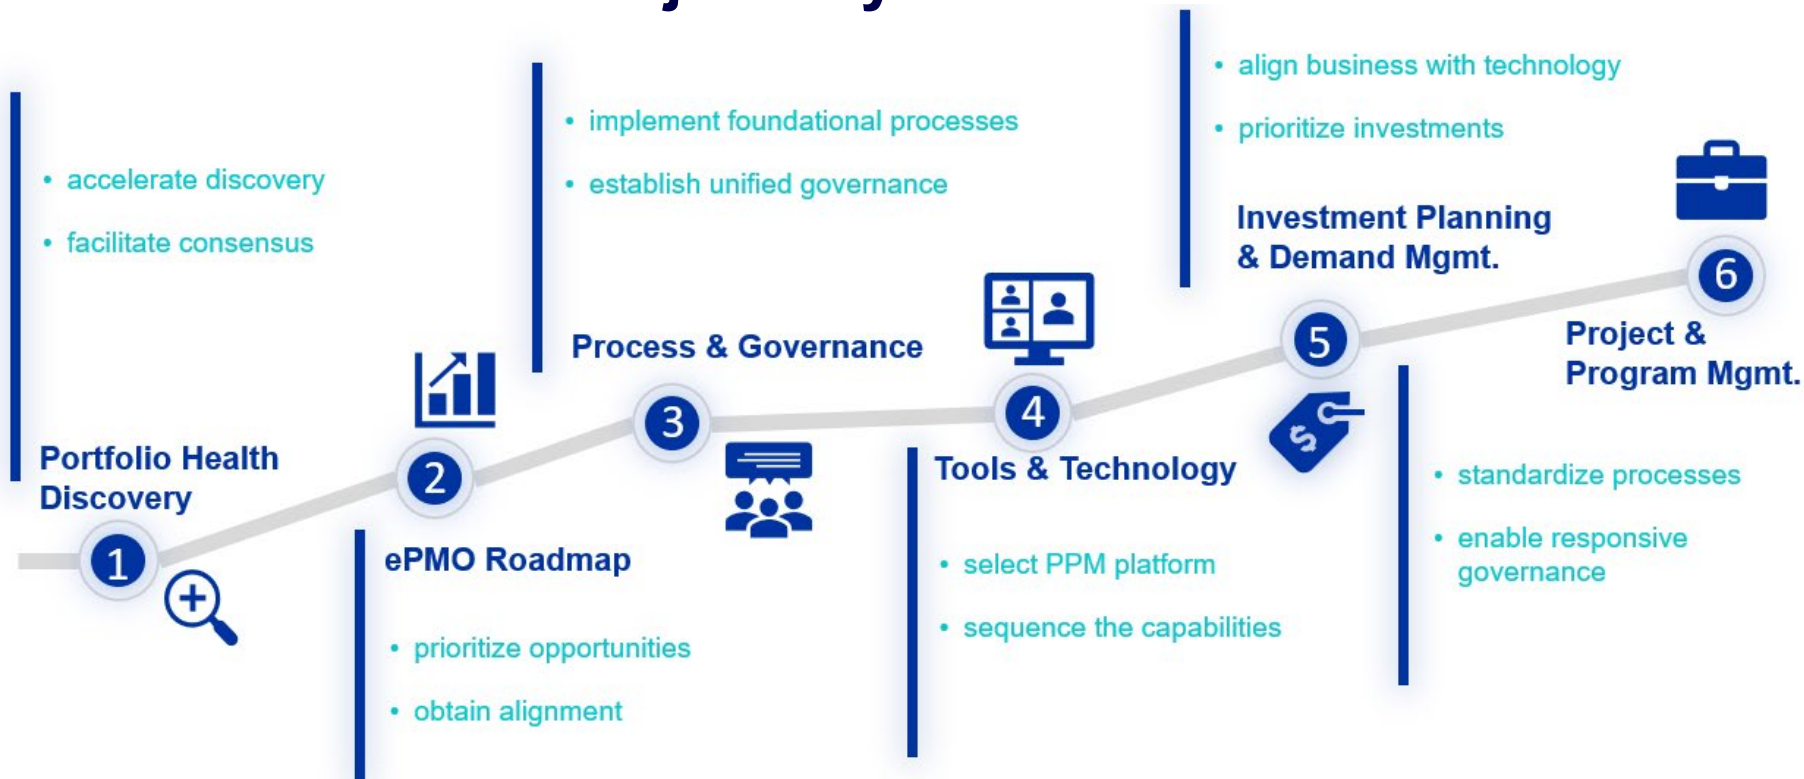 • accelerate discovery
• facilitate consensus
Portfolio Health
Discovery
1
2
ePMO Roadmap
• prioritize opportunities
• obtain alignment
• implement foundational processes
• establish unified governance
Process & Governance
3
4
Tools & Technology
• select PPM platform
• sequence the capabilities
• align business with technology
• prioritize investments
Investment Planning
& Demand Mgmt.
5
$
6
Project &
Program Mgmt.
• standardize processes
• enable responsive
governance